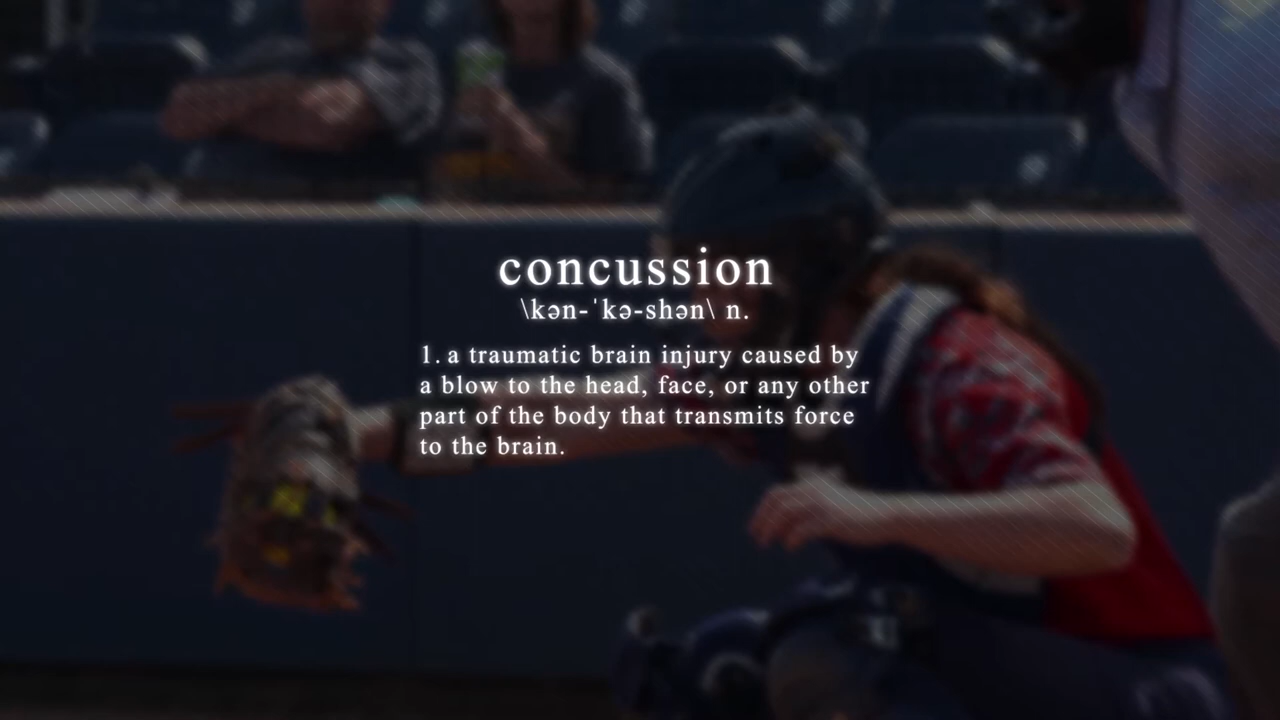 concussion
\kən-ˈkə-shən\ n.
1. a traumatic brain injury caused by
a blow to the head, face, or any other
part of the body that transmits force
to the brain.